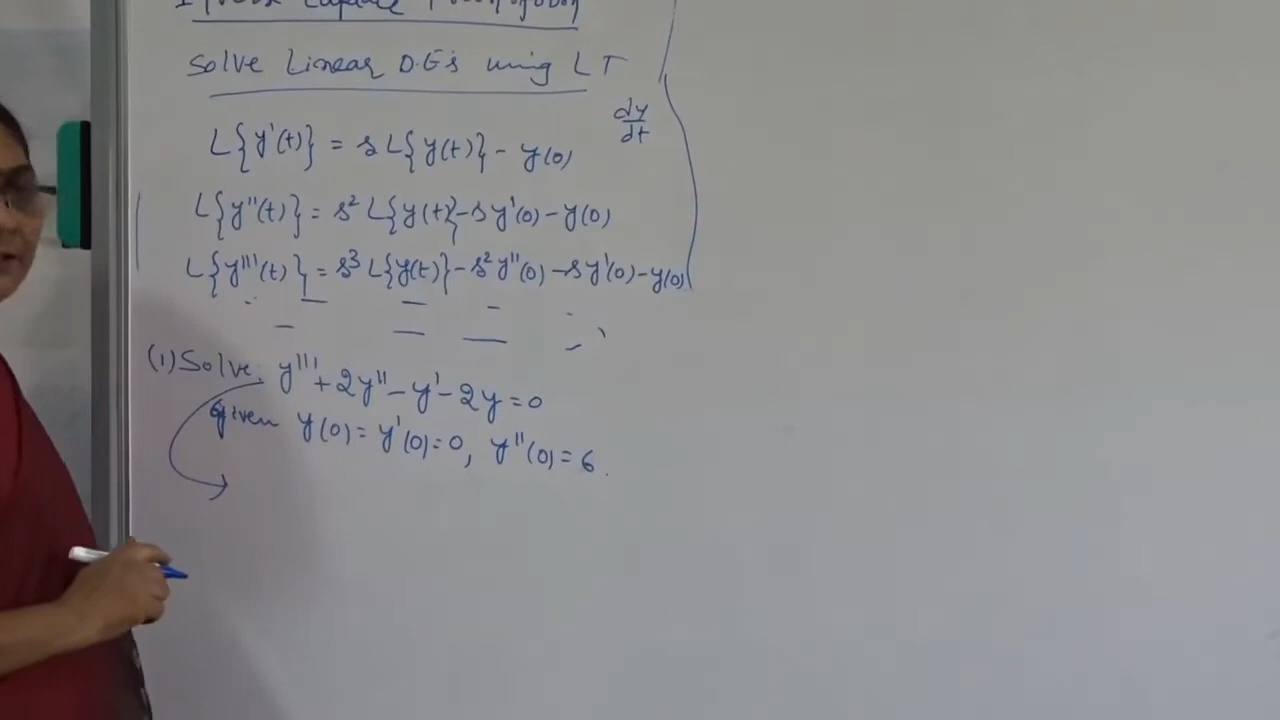 Inverse Laplace
Solve Linear D.E's using LT
dy/dt
L{y'(t)} = s L{y(t)} - y(0)
L{y''(t)} = s² L{y(t)} - s y'(0) - y(0)
L{y'''(t)} = s³ L{y(t)} - s² y''(0) - s y'(0) - y(0)
(1) Solve y''' + 2y'' - y' - 2y = 0
given y(0) = y'(0) = 0, y''(0) = 6.